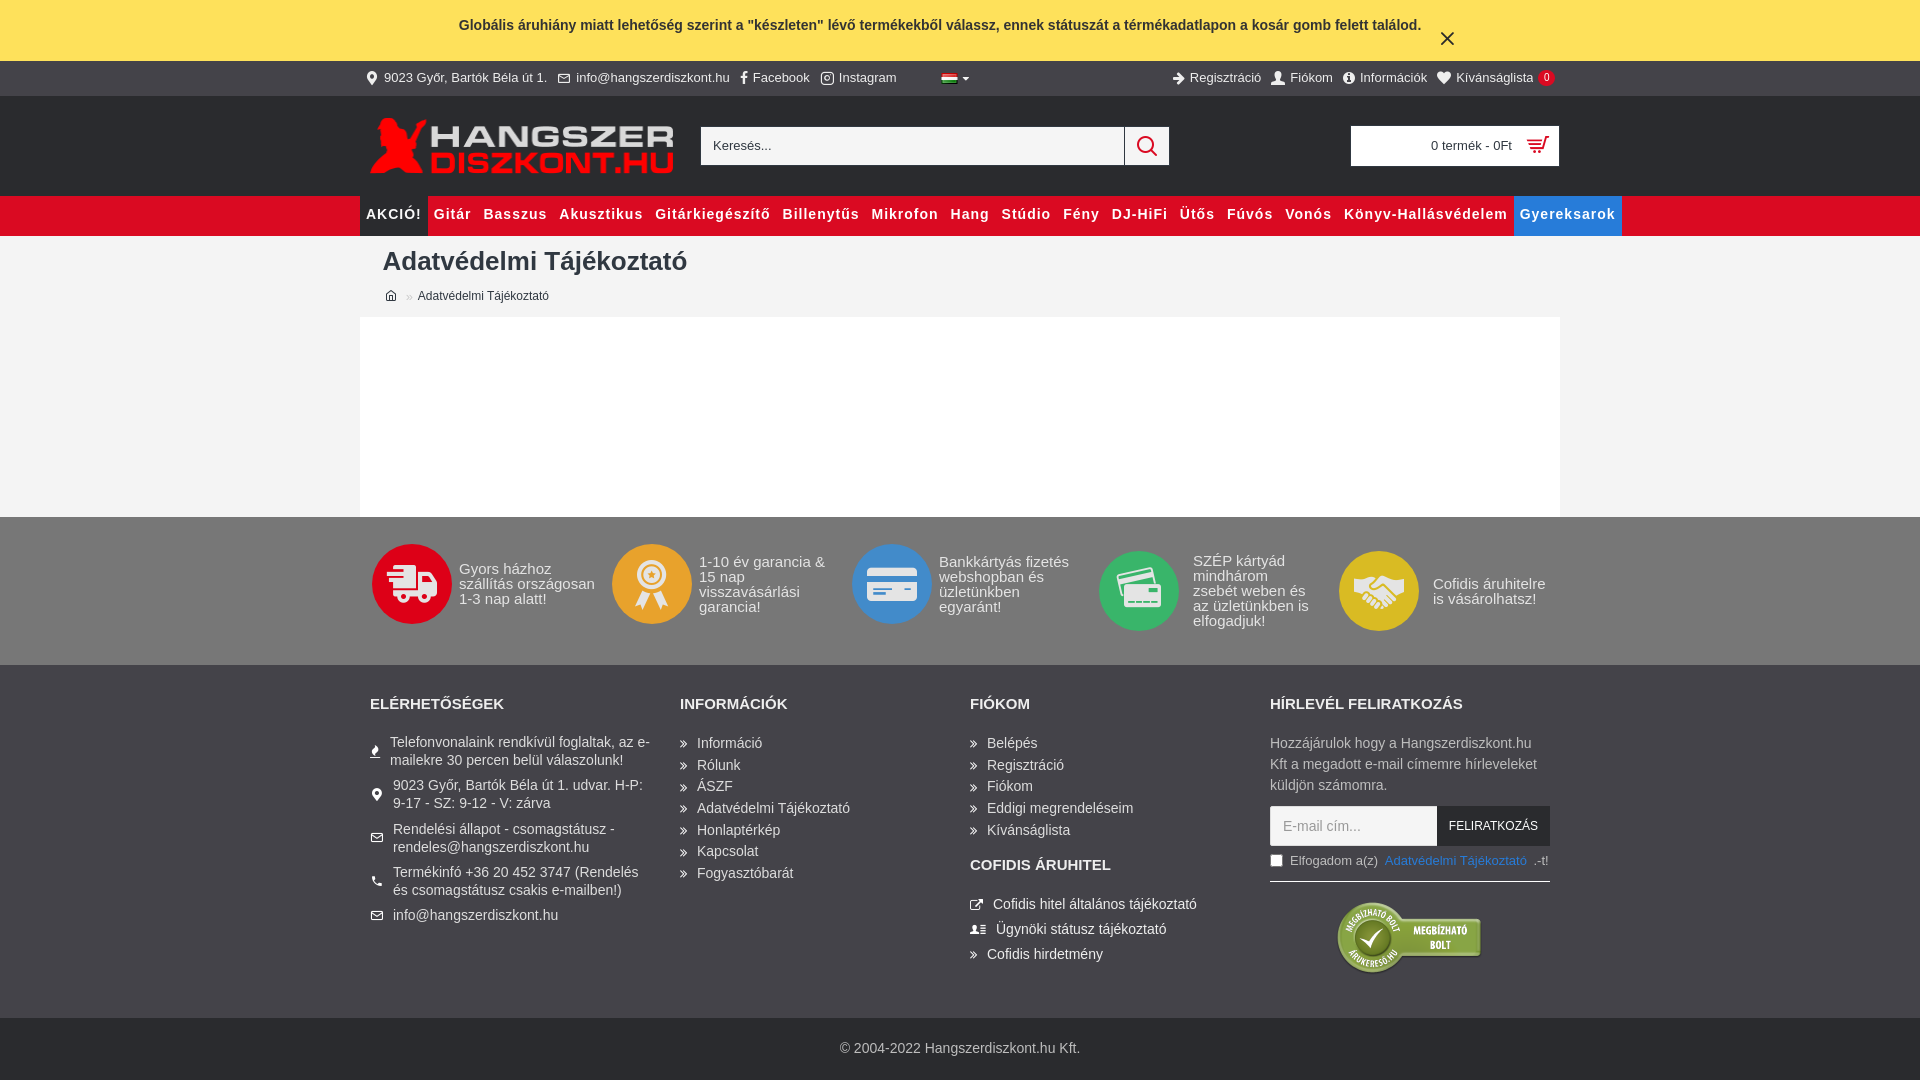 Globális áruhiány miatt lehetőség szerint a "készleten" lévő termékekből válassz, ennek státuszát a térmékadatlapon a kosár gomb felett találod.
9023 Győr, Bartók Béla út 1. info@hangszerdiszkont.hu Facebook Instagram Regisztráció Fiókom Információk Kívánságlista 0
HANGSZER
DISZKONT.HU
Keresés...
0 termék - 0Ft
AKCIÓ! Gitár Basszus Akusztikus Gitárkiegészítő Billenytűs Mikrofon Hang Stúdio Fény DJ-HiFi Ütős Fúvós Vonós Könyv-Hallásvédelem Gyereksarok
Adatvédelmi Tájékoztató
» Adatvédelmi Tájékoztató
Gyors házhoz
szállítás országosan
1-3 nap alatt!
1-10 év garancia &
15 nap
visszavásárlási
garancia!
Bankkártyás fizetés
webshopban és
üzletünkben
egyaránt!
SZÉP kártyád
mindhárom
zsebét weben és
az üzletünkben is
elfogadjuk!
Cofidis áruhitelre
is vásárolhatsz!
ELÉRHETŐSÉGEK
Telefonvonalaink rendkívül foglaltak, az e-
mailekre 30 percen belül válaszolunk!
9023 Győr, Bartók Béla út 1. udvar. H-P:
9-17 - SZ: 9-12 - V: zárva
Rendelési állapot - csomagstátusz -
rendeles@hangszerdiszkont.hu
Termékinfó +36 20 452 3747 (Rendelés
és csomagstátusz csakis e-mailben!)
info@hangszerdiszkont.hu
INFORMÁCIÓK
Információ
Rólunk
ÁSZF
Adatvédelmi Tájékoztató
Honlaptérkép
Kapcsolat
Fogyasztóbarát
FIÓKOM
Belépés
Regisztráció
Fiókom
Eddigi megrendeléseim
Kívánságlista
COFIDIS ÁRUHITEL
Cofidis hitel általános tájékoztató
Ügynöki státusz tájékoztató
Cofidis hirdetmény
HÍRLEVÉL FELIRATKOZÁS
Hozzájárulok hogy a Hangszerdiszkont.hu
Kft a megadott e-mail címemre hírleveleket
küldjön számomra.
E-mail cím... FELIRATKOZÁS
Elfogadom a(z) Adatvédelmi Tájékoztató .-t!
MEGBÍZHATÓ BOLT
ÁRUKERESŐ.HU
MEGBÍZHATÓ
BOLT
© 2004-2022 Hangszerdiszkont.hu Kft.